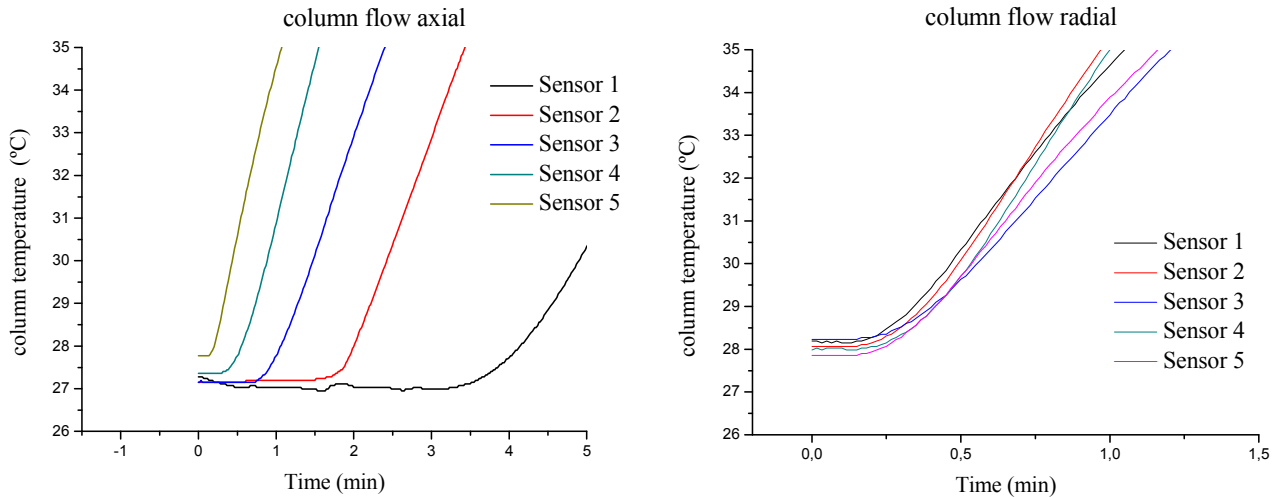 column flow axial
35
34
33
32
31
30
29
28
27
26
column temperature (ºC)
-1
0
1
2
3
4
5
Time (min)
Sensor 1
Sensor 2
Sensor 3
Sensor 4
Sensor 5
column flow radial
35
34
33
32
31
30
29
28
27
26
column temperature (ºC)
0,0
0,5
1,0
1,5
Time (min)
Sensor 1
Sensor 2
Sensor 3
Sensor 4
Sensor 5